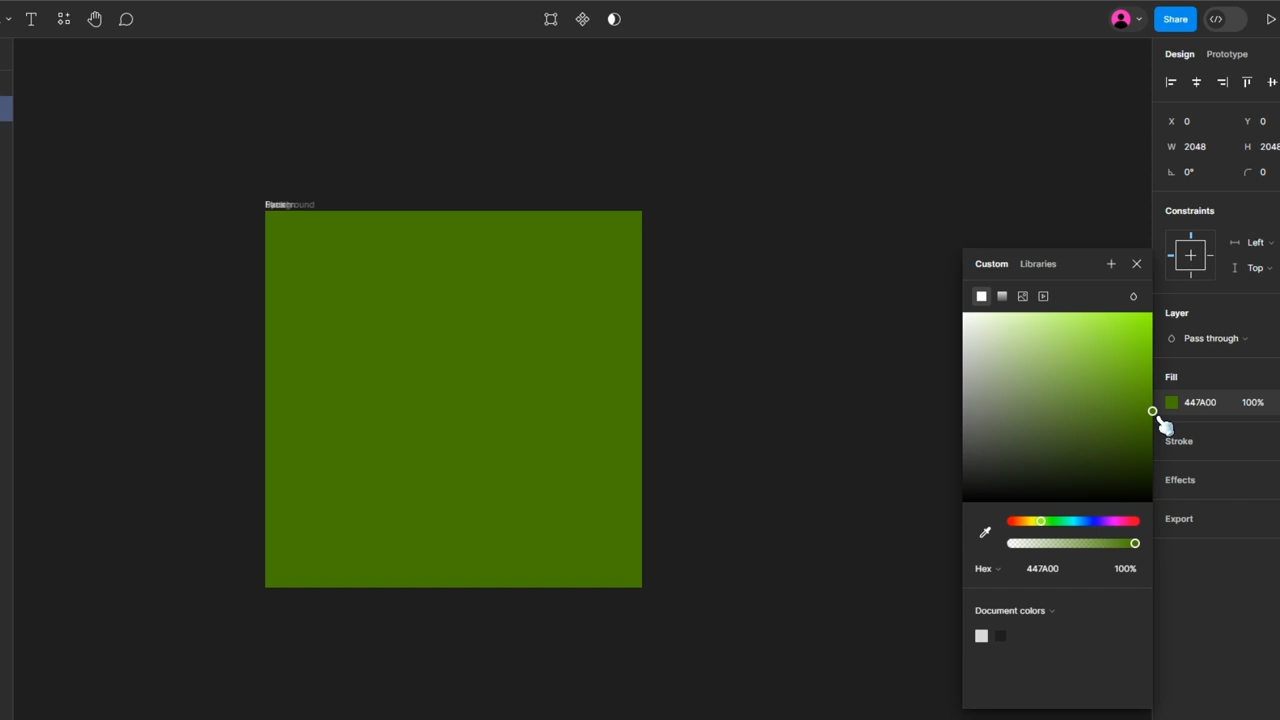 Share
Design Prototype
X 0 Y 0
W 2048 H 2048
0° 0
Constraints
Left
Top
Custom Libraries
Layer
Pass through
Fill
447A00 100%
Stroke
Effects
Export
Hex 447A00 100%
Document colors